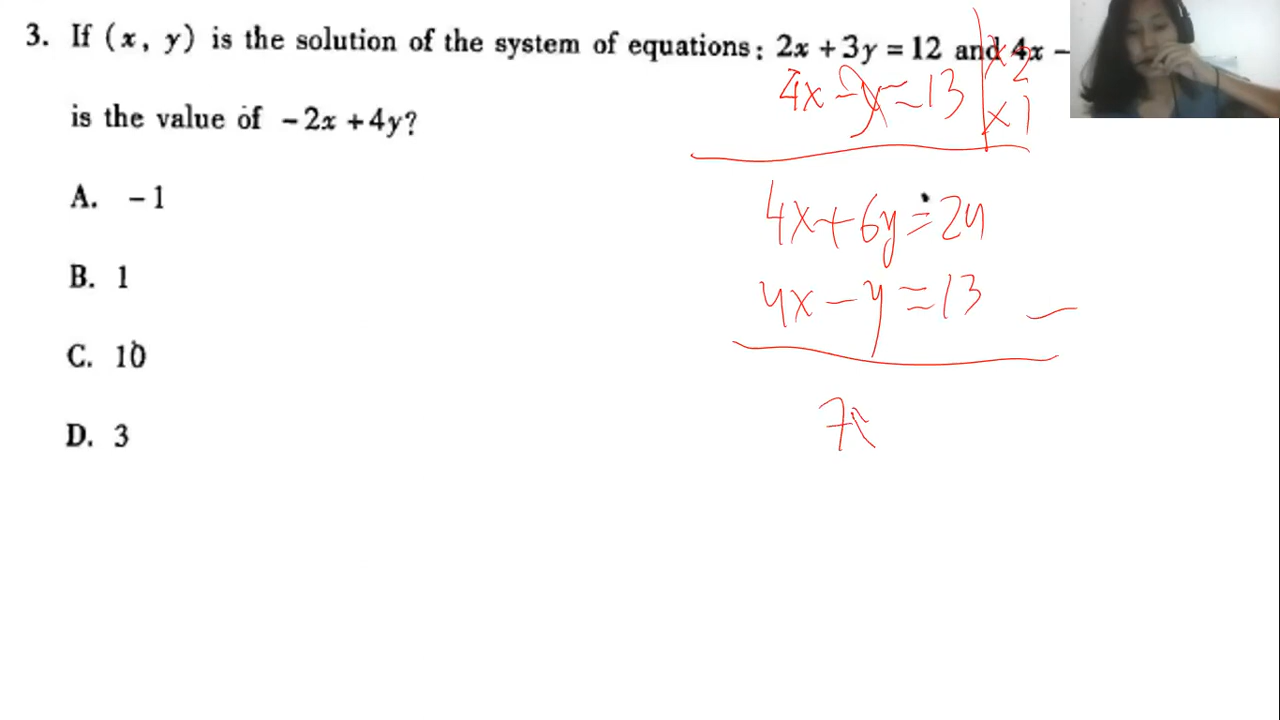 3. If (x, y) is the solution of the system of equations: 2x + 3y = 12 and 4x −
4x − y = 13 | x 2
x 1
is the value of −2x + 4y?
A. −1
4x + 6y = 24
B. 1
4x − y = 13 −
C. 10
7
D. 3